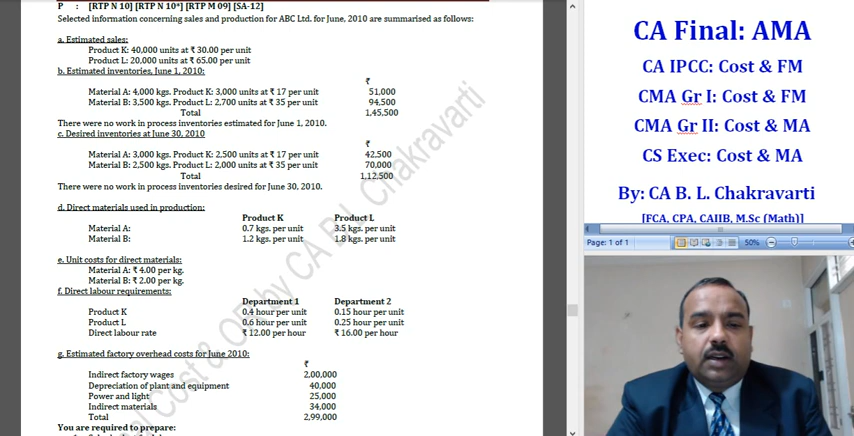 P : [RTP N 10] [RTP N 10*] [RTP M 09] [SA-12]
Selected information concerning sales and production for ABC Ltd. for June, 2010 are summarised as follows:
a. Estimated sales:
Product K: 40,000 units at ₹ 30.00 per unit
Product L: 20,000 units at ₹ 65.00 per unit
b. Estimated inventories, June 1, 2010:
₹
Material A: 4,000 kgs. Product K: 3,000 units at ₹ 17 per unit 51,000
Material B: 3,500 kgs. Product L: 2,700 units at ₹ 35 per unit 94,500
Total 1,45,500
There were no work in process inventories estimated for June 1, 2010.
c. Desired inventories at June 30, 2010
₹
Material A: 3,000 kgs. Product K: 2,500 units at ₹ 17 per unit 42,500
Material B: 2,500 kgs. Product L: 2,000 units at ₹ 35 per unit 70,000
Total 1,12,500
There were no work in process inventories desired for June 30, 2010.
d. Direct materials used in production:
Product K Product L
Material A: 0.7 kgs. per unit 3.5 kgs. per unit
Material B: 1.2 kgs. per unit 1.8 kgs. per unit
e. Unit costs for direct materials:
Material A: ₹ 4.00 per kg.
Material B: ₹ 2.00 per kg.
f. Direct labour requirements:
Department 1 Department 2
Product K 0.4 hour per unit 0.15 hour per unit
Product L 0.6 hour per unit 0.25 hour per unit
Direct labour rate ₹ 12.00 per hour ₹ 16.00 per hour
g. Estimated factory overhead costs for June 2010:
₹
Indirect factory wages 2,00,000
Depreciation of plant and equipment 40,000
Power and light 25,000
Indirect materials 34,000
Total 2,99,000
You are required to prepare:
Cost & OR by CA B. L. Chakravarti
CA Final: AMA
CA IPCC: Cost & FM
CMA Gr I: Cost & FM
CMA Gr II: Cost & MA
CS Exec: Cost & MA
By: CA B. L. Chakravarti
[FCA, CPA, CAIIB, M.Sc (Math)]
Page: 1 of 1
50%